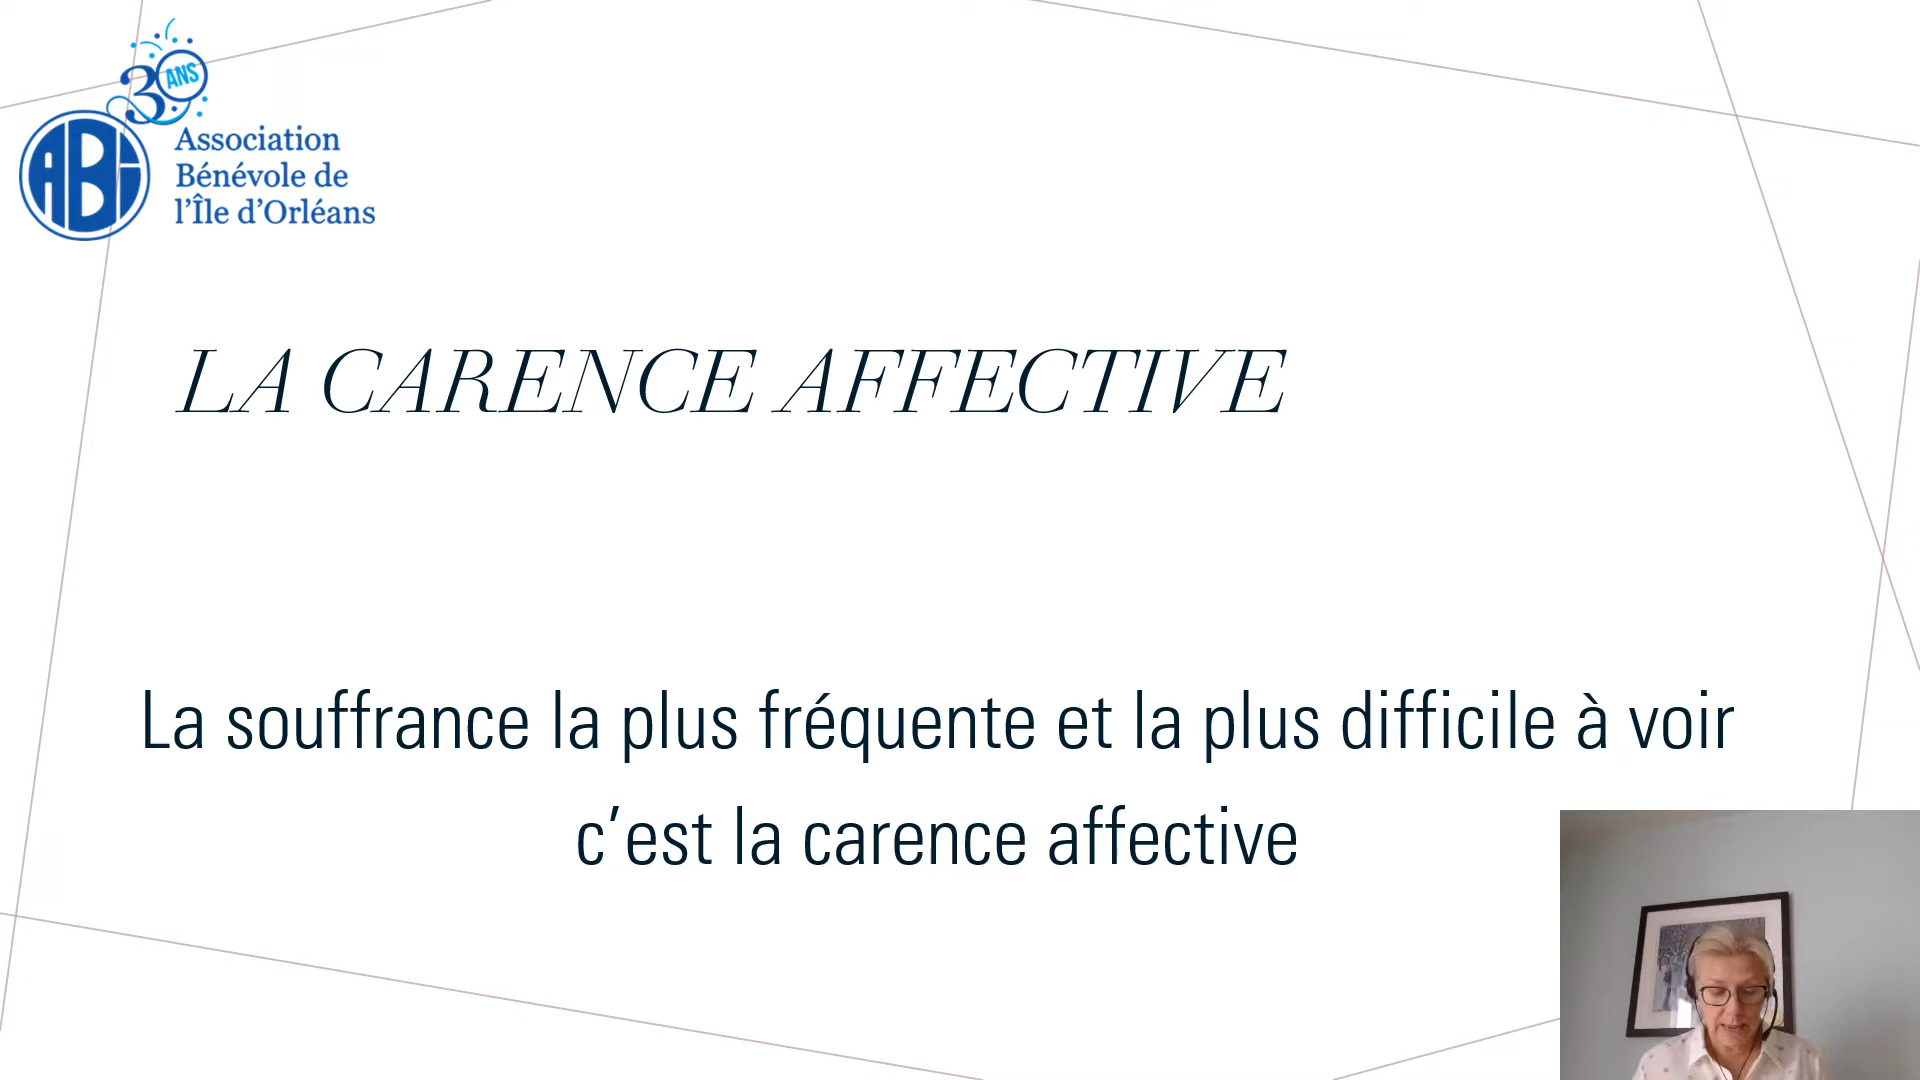 30 ANS
ABI
Association
Bénévole de
l’Île d’Orléans
LA CARENCE AFFECTIVE
La souffrance la plus fréquente et la plus difficile à voir
c’est la carence affective